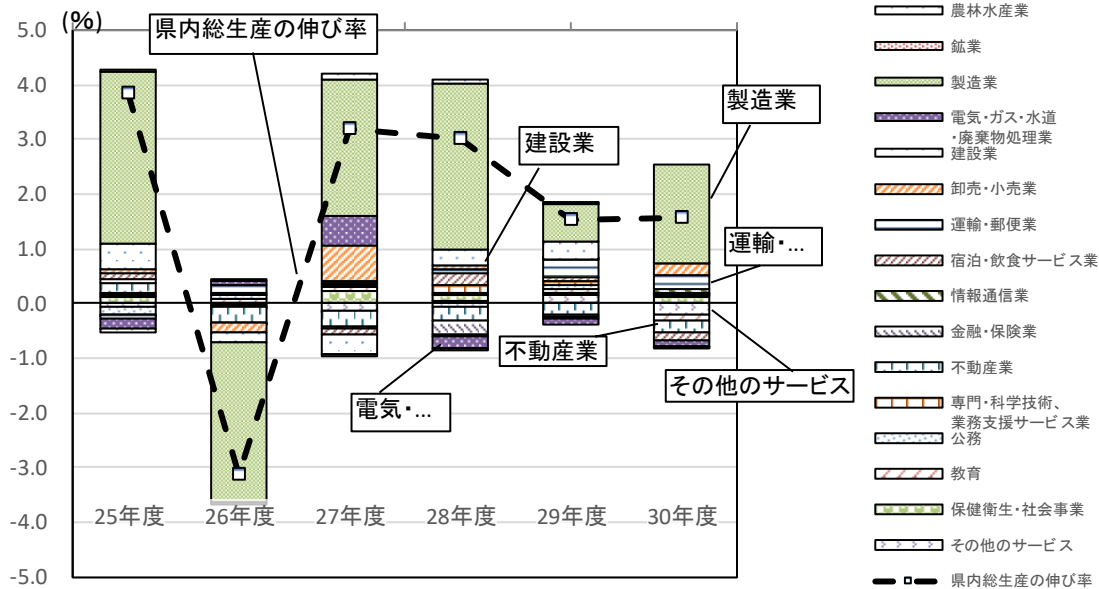 (%)
5.0
4.0
3.0
2.0
1.0
0.0
-1.0
-2.0
-3.0
-4.0
-5.0
県内総生産の伸び率
建設業
製造業
運輸・…
不動産業
その他のサービス
電気・…
25年度
26年度
27年度
28年度
29年度
30年度
農林水産業
鉱業
製造業
電気・ガス・水道
・廃棄物処理業
建設業
卸売・小売業
運輸・郵便業
宿泊・飲食サービス業
情報通信業
金融・保険業
不動産業
専門・科学技術、
業務支援サービス業
公務
教育
保健衛生・社会事業
その他のサービス
県内総生産の伸び率